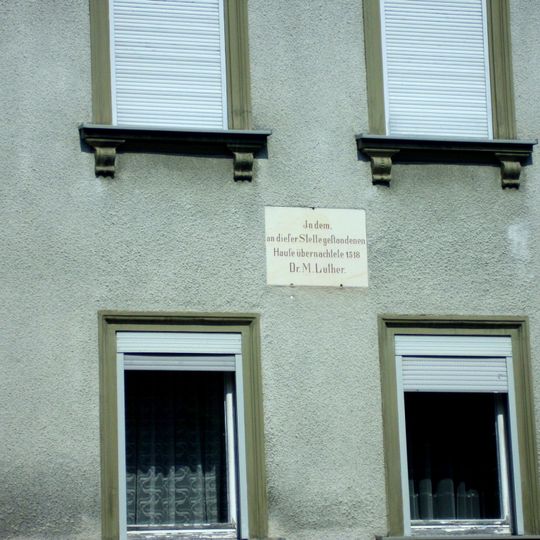 In dem,
an dieser Stelle gestandenen
Hause übernachtete 1518
Dr. M. Luther.